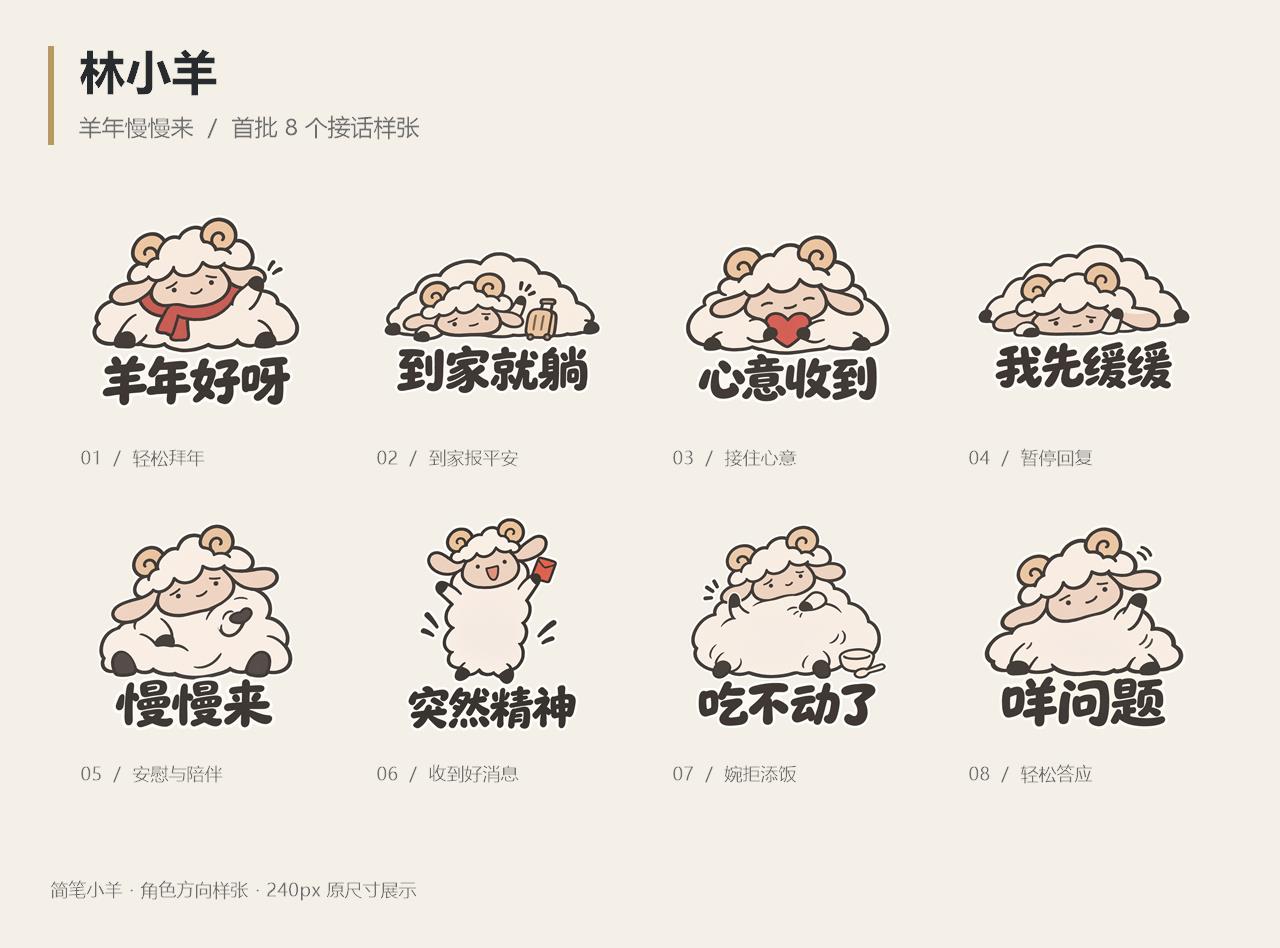 林小羊
羊年慢慢来 / 首批 8 个接话样张
羊年好呀
到家就躺
心意收到
我先缓缓
01 / 轻松拜年
02 / 到家报平安
03 / 接住心意
04 / 暂停回复
慢慢来
突然精神
吃不动了
咩问题
05 / 安慰与陪伴
06 / 收到好消息
07 / 婉拒添饭
08 / 轻松答应
简笔小羊 · 角色方向样张 · 240px 原尺寸展示